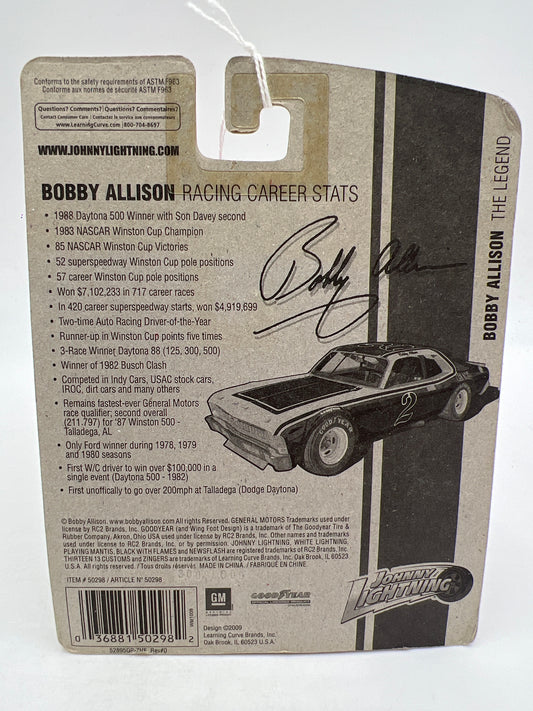 Conforms to the safety requirements of ASTM F963
Conforme aux normes de sécurité ASTM F963
Questions? Comments? | Questions? Commentaires?
Contact Consumer Care | Contactez le service aux consommateurs
www.LearningCurve.com | 800-704-8697
WWW.JOHNNYLIGHTNING.COM
BOBBY ALLISON RACING CAREER STATS
• 1988 Daytona 500 Winner with Son Davey second
• 1983 NASCAR Winston Cup Champion
• 85 NASCAR Winston Cup Victories
• 52 superspeedway Winston Cup pole positions
• 57 career Winston Cup pole positions
• Won $7,102,233 in 717 career races
• In 420 career superspeedway starts, won $4,919,699
• Two-time Auto Racing Driver-of-the-Year
• Runner-up in Winston Cup points five times
• 3-Race Winner, Daytona 88 (125, 300, 500)
• Winner of 1982 Busch Clash
• Competed in Indy Cars, USAC stock cars,
IROC, dirt cars and many others
• Remains fastest-ever General Motors
race qualifier; second overall
(211.797) for '87 Winston 500 -
Talladega, AL
• Only Ford winner during 1978, 1979
and 1980 seasons
• First W/C driver to win over $100,000 in a
single event (Daytona 500 - 1982)
• First unoffically to go over 200mph at Talladega (Dodge Daytona)
Bobby Allison
BOBBY ALLISON THE LEGEND
2
GOODYEAR
© Bobby Allison. www.bobbyallison.com All rights Reserved. GENERAL MOTORS Trademarks used under
license by RC2 Brands, Inc. GOODYEAR (and Wing Foot Design) is a trademark of The Goodyear Tire &
Rubber Company, Akron, Ohio USA used under license by RC2 Brands, Inc. Other names and trademarks
used under license by RC2 Brands, Inc. or by permission. JOHNNY LIGHTNING, WHITE LIGHTNING,
PLAYING MANTIS, BLACK WITH FLAMES and NEWSFLASH are registered trademarks of RC2 Brands, Inc.
THIRTEEN 13 CUSTOMS and ZINGERS are trademarks of Learning Curve Brands, Inc. Oak Brook, IL 60523
U.S.A. All rights reserved. / Tous droits réservés. MADE IN CHINA. / FABRIQUÉ EN CHINE.
ITEM # 50298 / ARTICLE N° 50298
0 36881 50298 2
GM
GOODYEAR
Design ©2009
Learning Curve Brands, Inc.
Oak Brook, IL 60523 U.S.A.
JOHNNY
LIGHTNING